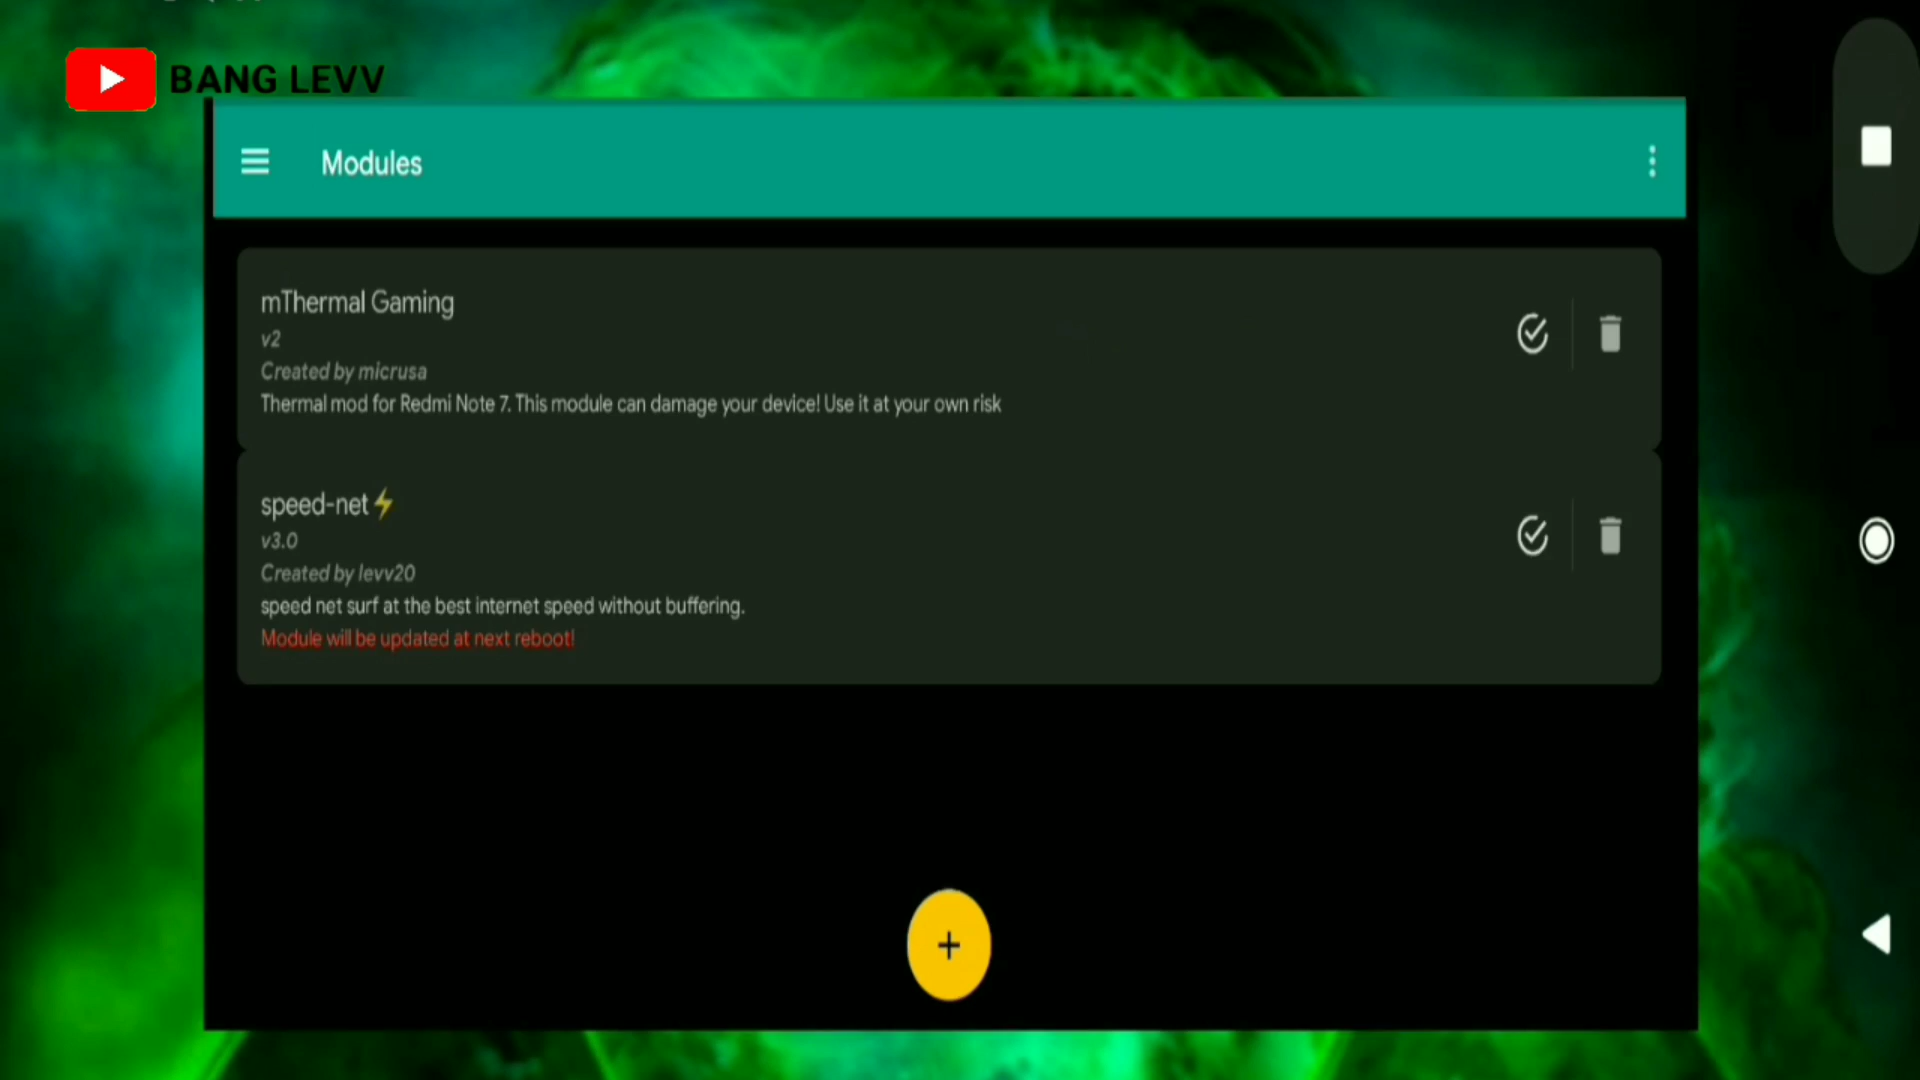 BANG LEVV
Modules
mThermal Gaming
v2
Created by micrusa
Thermal mod for Redmi Note 7. This module can damage your device! Use it at your own risk
speed-net⚡
v3.0
Created by levv20
speed net surf at the best internet speed without buffering.
Module will be updated at next reboot!